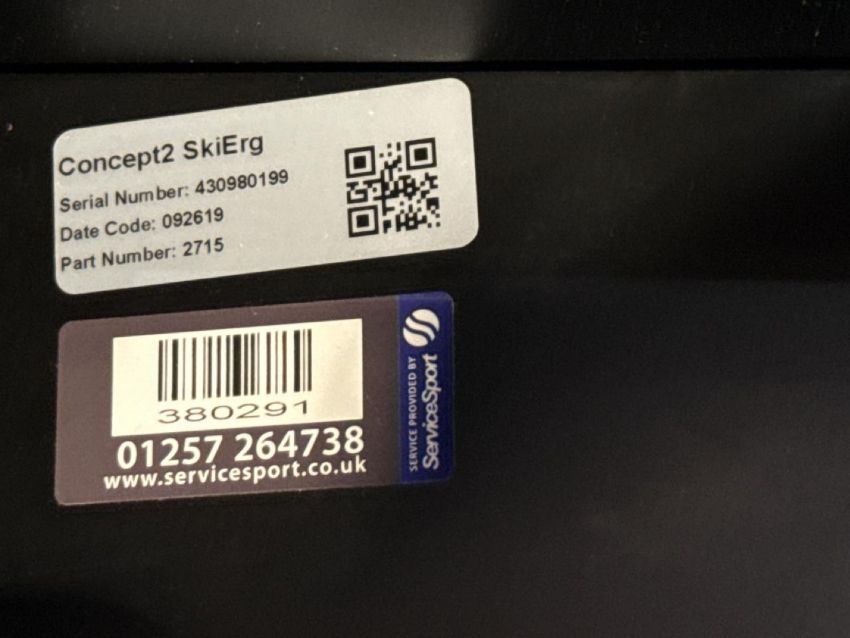 Concept2 SkiErg
Serial Number: 430980199
Date Code: 092619
Part Number: 2715
380291
01257 264738
www.servicesport.co.uk
SERVICE PROVIDED BY
ServiceSport